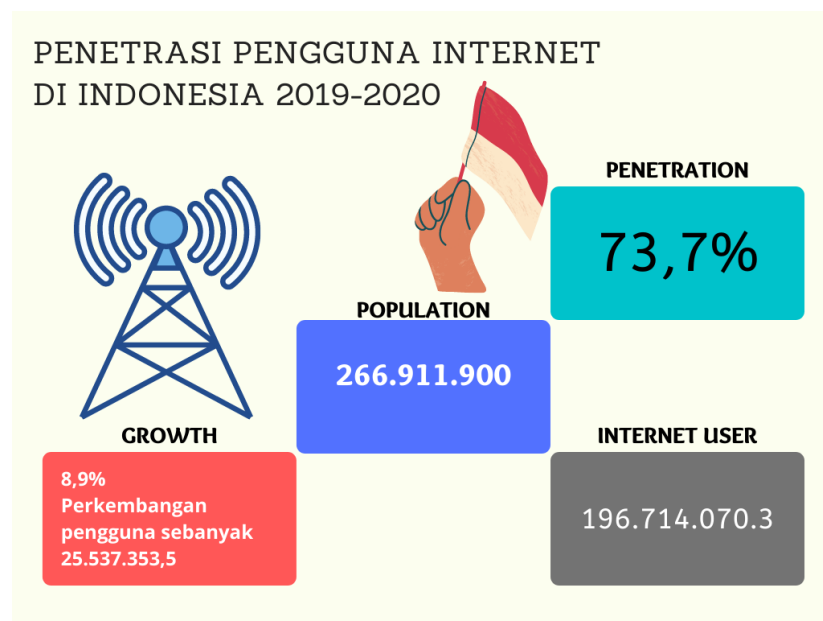 PENETRASI PENGGUNA INTERNET
DI INDONESIA 2019-2020
PENETRATION
73,7%
POPULATION
266.911.900
GROWTH
8,9%
Perkembangan
pengguna sebanyak
25.537.353,5
INTERNET USER
196.714.070.3